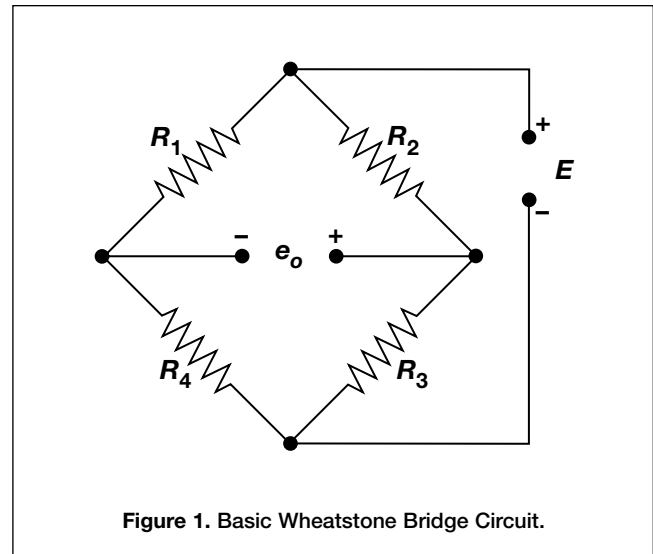 R1 R2
+
E
−
− eo +
R4 R3
Figure 1. Basic Wheatstone Bridge Circuit.